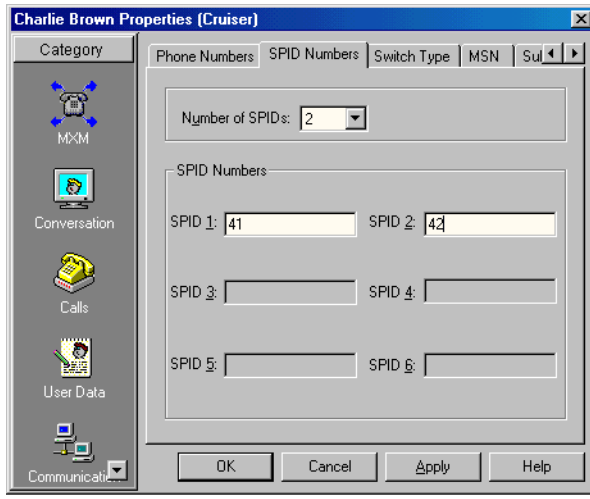 Charlie Brown Properties (Cruiser)
Category
Phone Numbers SPID Numbers Switch Type MSN
MXM
Conversation
Calls
User Data
Number of SPIDs: 2
SPID Numbers
SPID 1: 41 SPID 2: 42
SPID 3: SPID 4:
SPID 5: SPID 6:
OK Cancel Apply Help